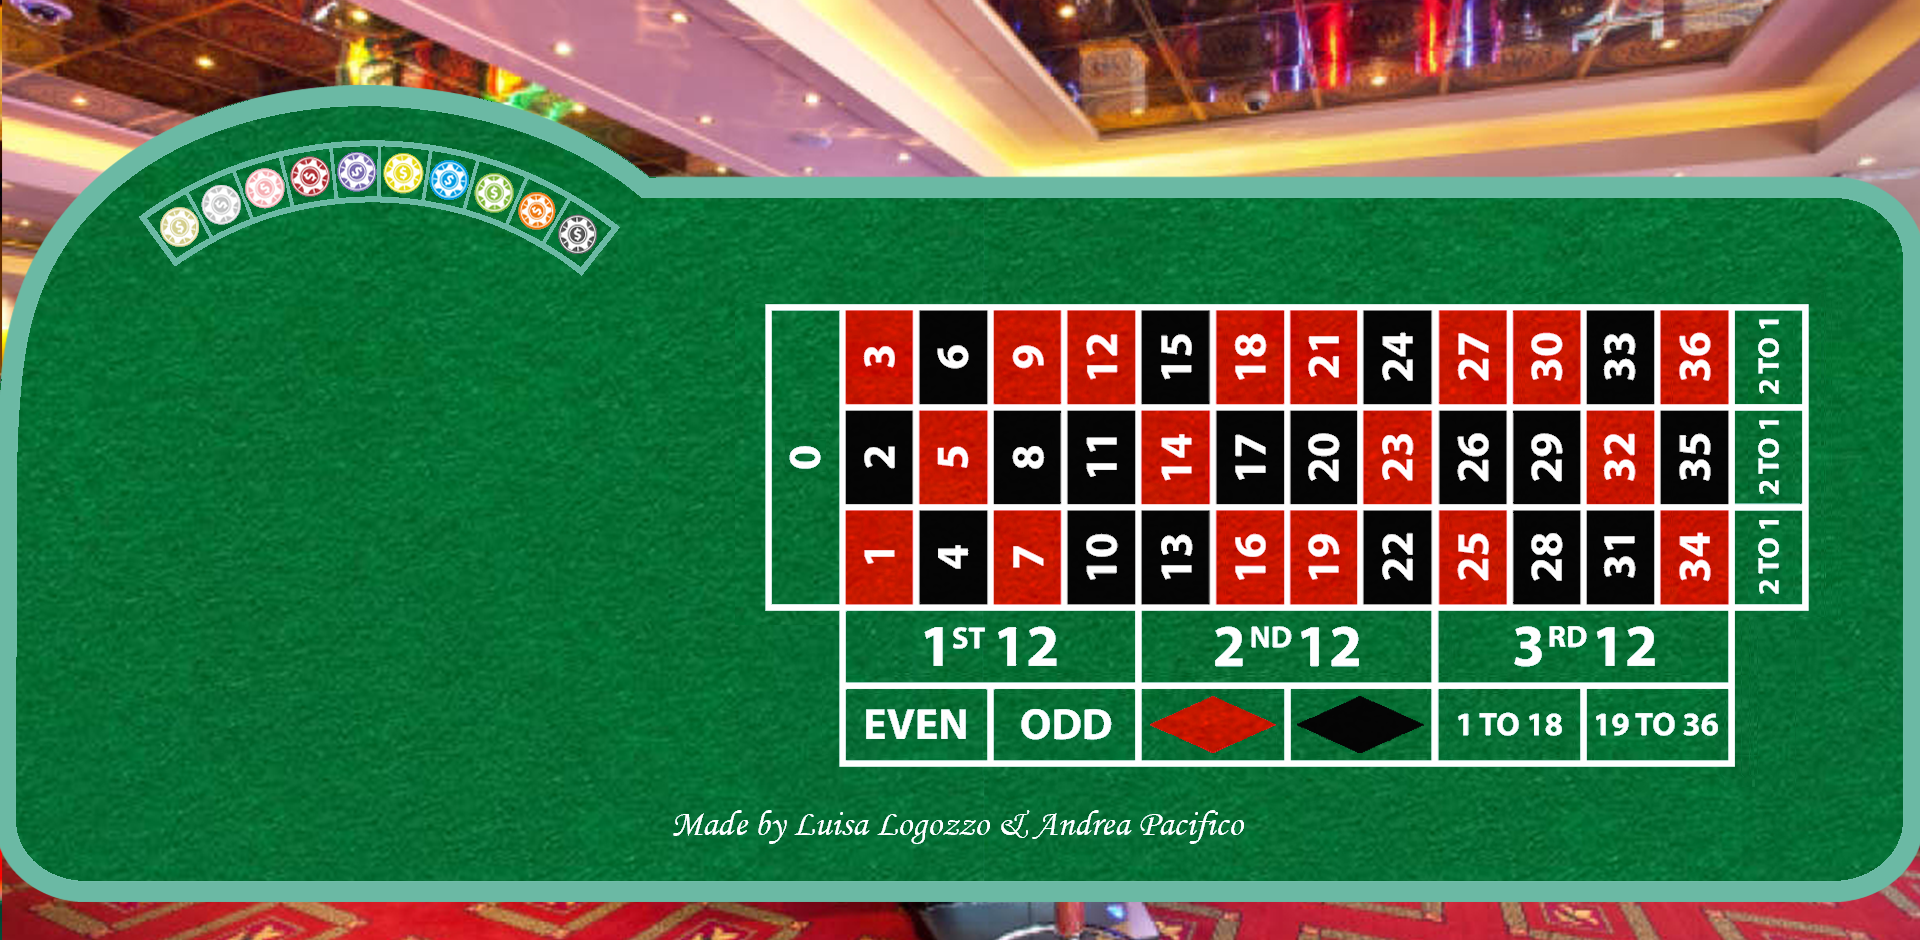 3 6 9 12 15 18 21 24 27 30 33 36 2 TO 1
0 2 5 8 11 14 17 20 23 26 29 32 35 2 TO 1
1 4 7 10 13 16 19 22 25 28 31 34 2 TO 1
1ST 12 2ND 12 3RD 12
EVEN ODD 1 TO 18 19 TO 36
Made by Luisa Logozzo & Andrea Pacifico